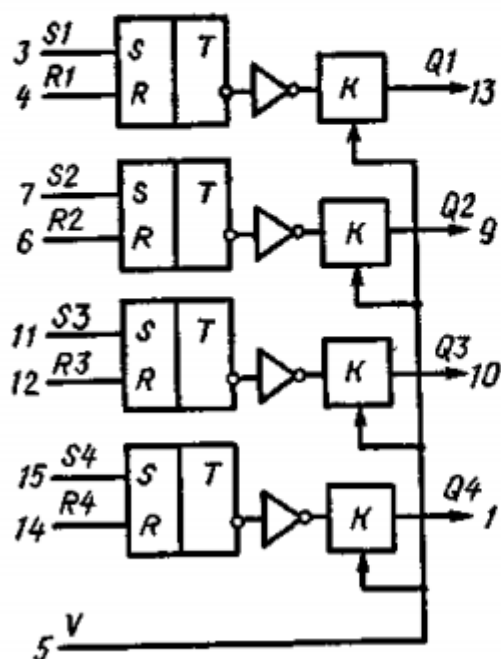 3 S1 S T K Q1 13
4 R1 R
7 S2 S T K Q2 9
6 R2 R
11 S3 S T K Q3 10
12 R3 R
15 S4 S T K Q4 1
14 R4 R
5 V